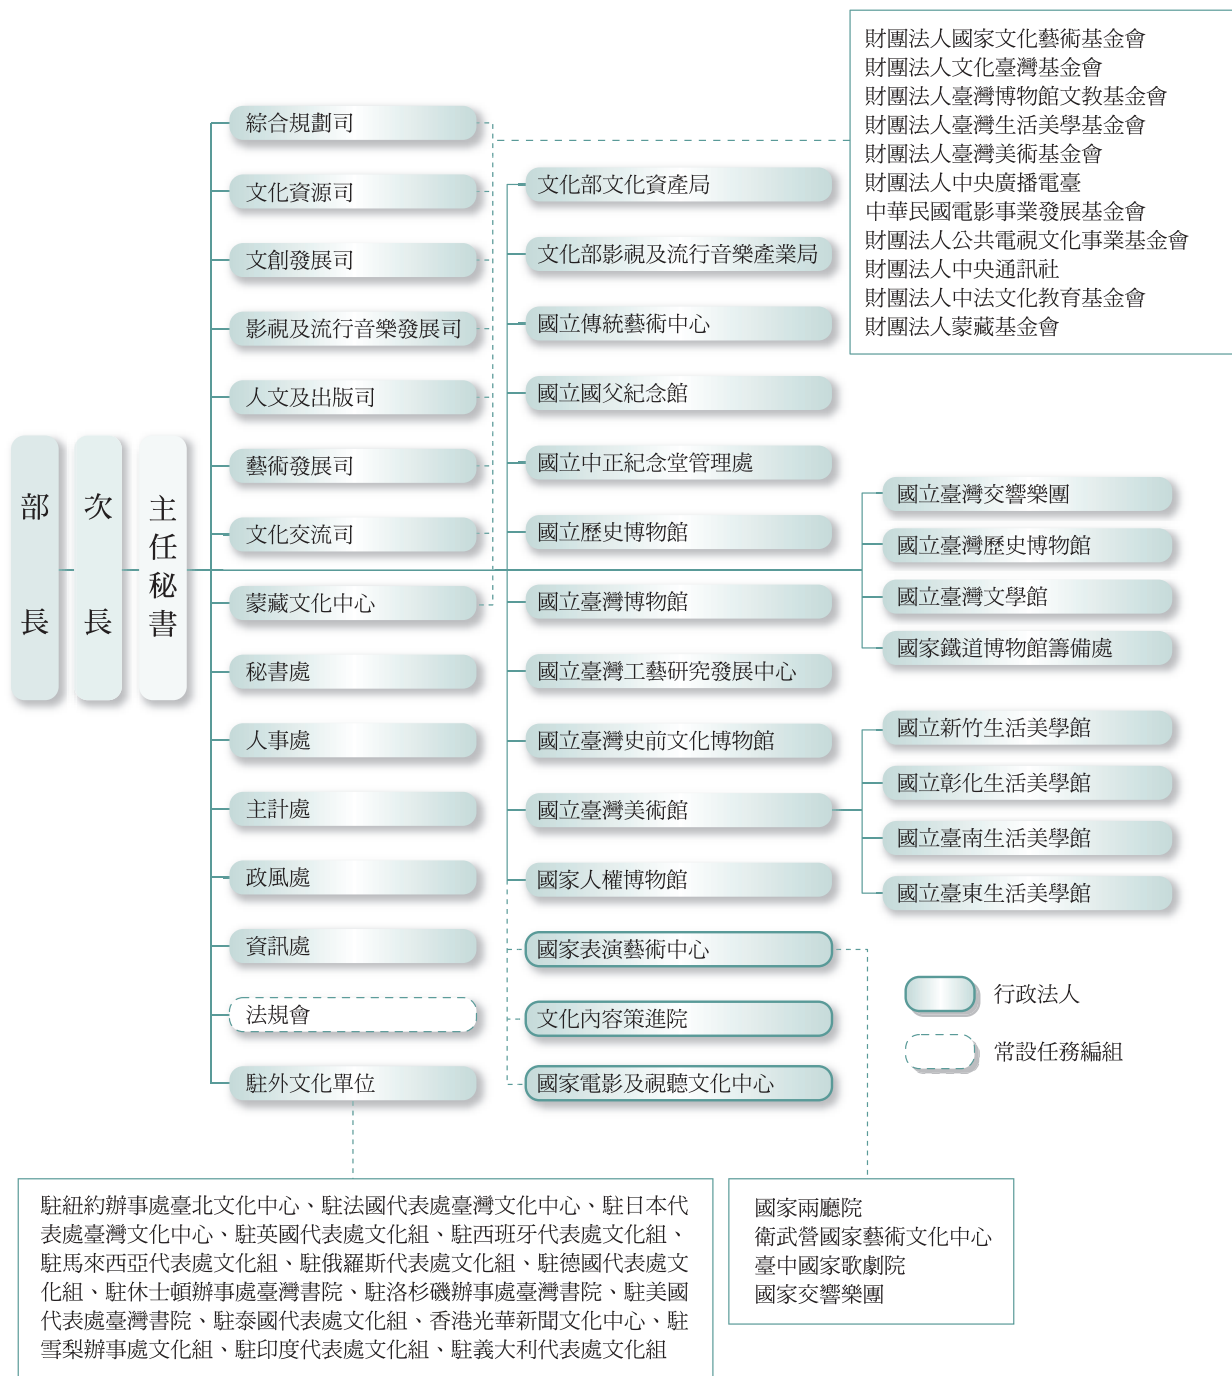 部長
次長
主任秘書
綜合規劃司
文化資源司
文創發展司
影視及流行音樂發展司
人文及出版司
藝術發展司
文化交流司
蒙藏文化中心
秘書處
人事處
主計處
政風處
資訊處
法規會
駐外文化單位
文化部文化資產局
文化部影視及流行音樂產業局
國立傳統藝術中心
國立國父紀念館
國立中正紀念堂管理處
國立歷史博物館
國立臺灣博物館
國立臺灣工藝研究發展中心
國立臺灣史前文化博物館
國立臺灣美術館
國家人權博物館
國家表演藝術中心
文化內容策進院
國家電影及視聽文化中心
財團法人國家文化藝術基金會
財團法人文化臺灣基金會
財團法人臺灣博物館文教基金會
財團法人臺灣生活美學基金會
財團法人臺灣美術基金會
財團法人中央廣播電臺
中華民國電影事業發展基金會
財團法人公共電視文化事業基金會
財團法人中央通訊社
財團法人中法文化教育基金會
財團法人蒙藏基金會
國立臺灣交響樂團
國立臺灣歷史博物館
國立臺灣文學館
國家鐵道博物館籌備處
國立新竹生活美學館
國立彰化生活美學館
國立臺南生活美學館
國立臺東生活美學館
行政法人
常設任務編組
駐紐約辦事處臺北文化中心、駐法國代表處臺灣文化中心、駐日本代
表處臺灣文化中心、駐英國代表處文化組、駐西班牙代表處文化組、
駐馬來西亞代表處文化組、駐俄羅斯代表處文化組、駐德國代表處文
化組、駐休士頓辦事處臺灣書院、駐洛杉磯辦事處臺灣書院、駐美國
代表處臺灣書院、駐泰國代表處文化組、香港光華新聞文化中心、駐
雪梨辦事處文化組、駐印度代表處文化組、駐義大利代表處文化組
國家兩廳院
衛武營國家藝術文化中心
臺中國家歌劇院
國家交響樂團